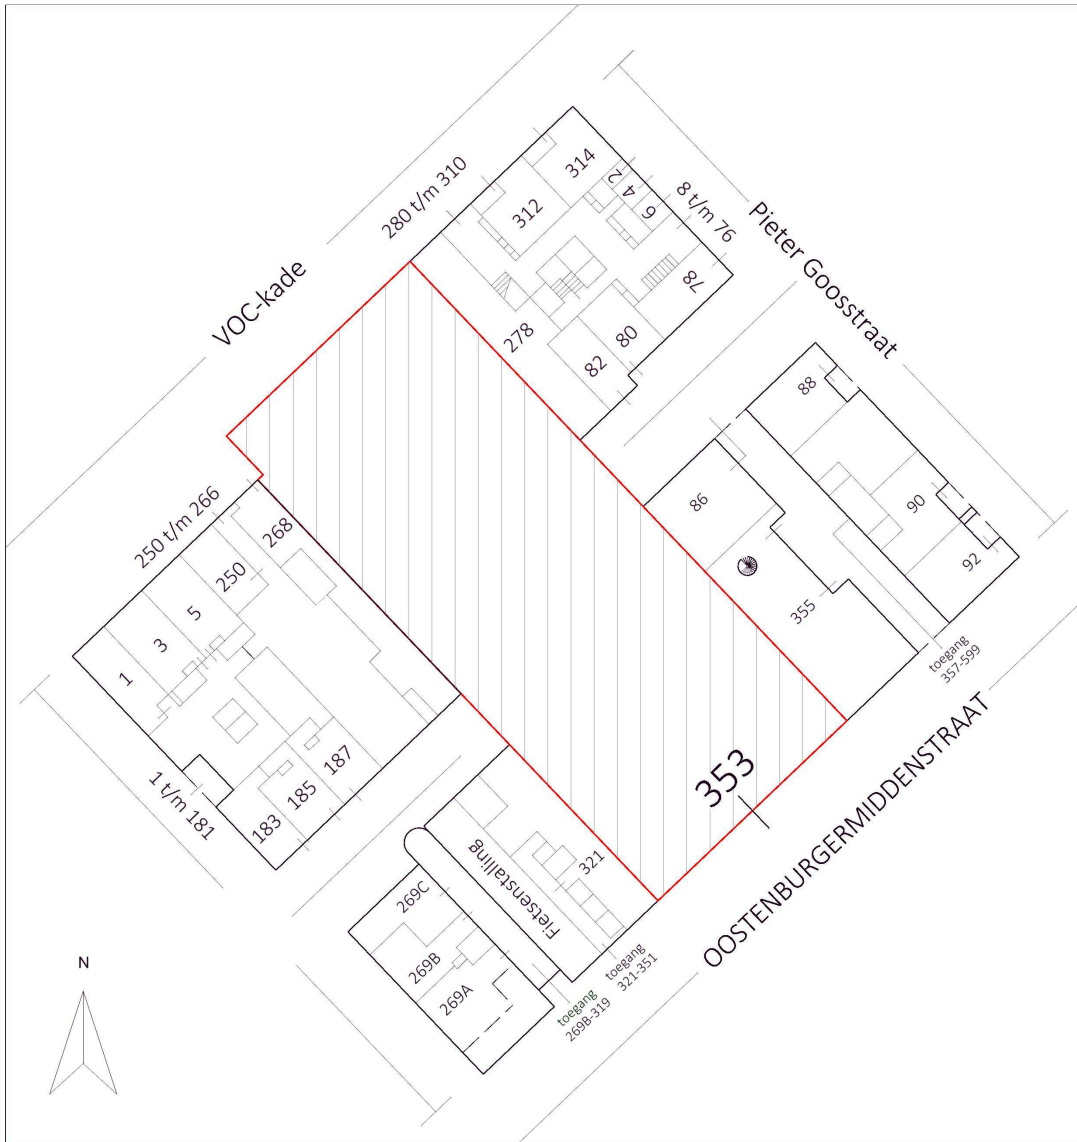 280 t/m 310
314
2
4
6
312
8 t/m 76
Pieter Goosstraat
VOC-kade
78
278
80
82
88
250 t/m 266
268
86
90
250
5
3
1
92
355
toegang
357-599
187
1 t/m 181
185
183
353
OOSTENBURGERMIDDENSTRAAT
321
Fietsenstalling
269C
269B
269A
toegang
321-351
toegang
269B-319
N